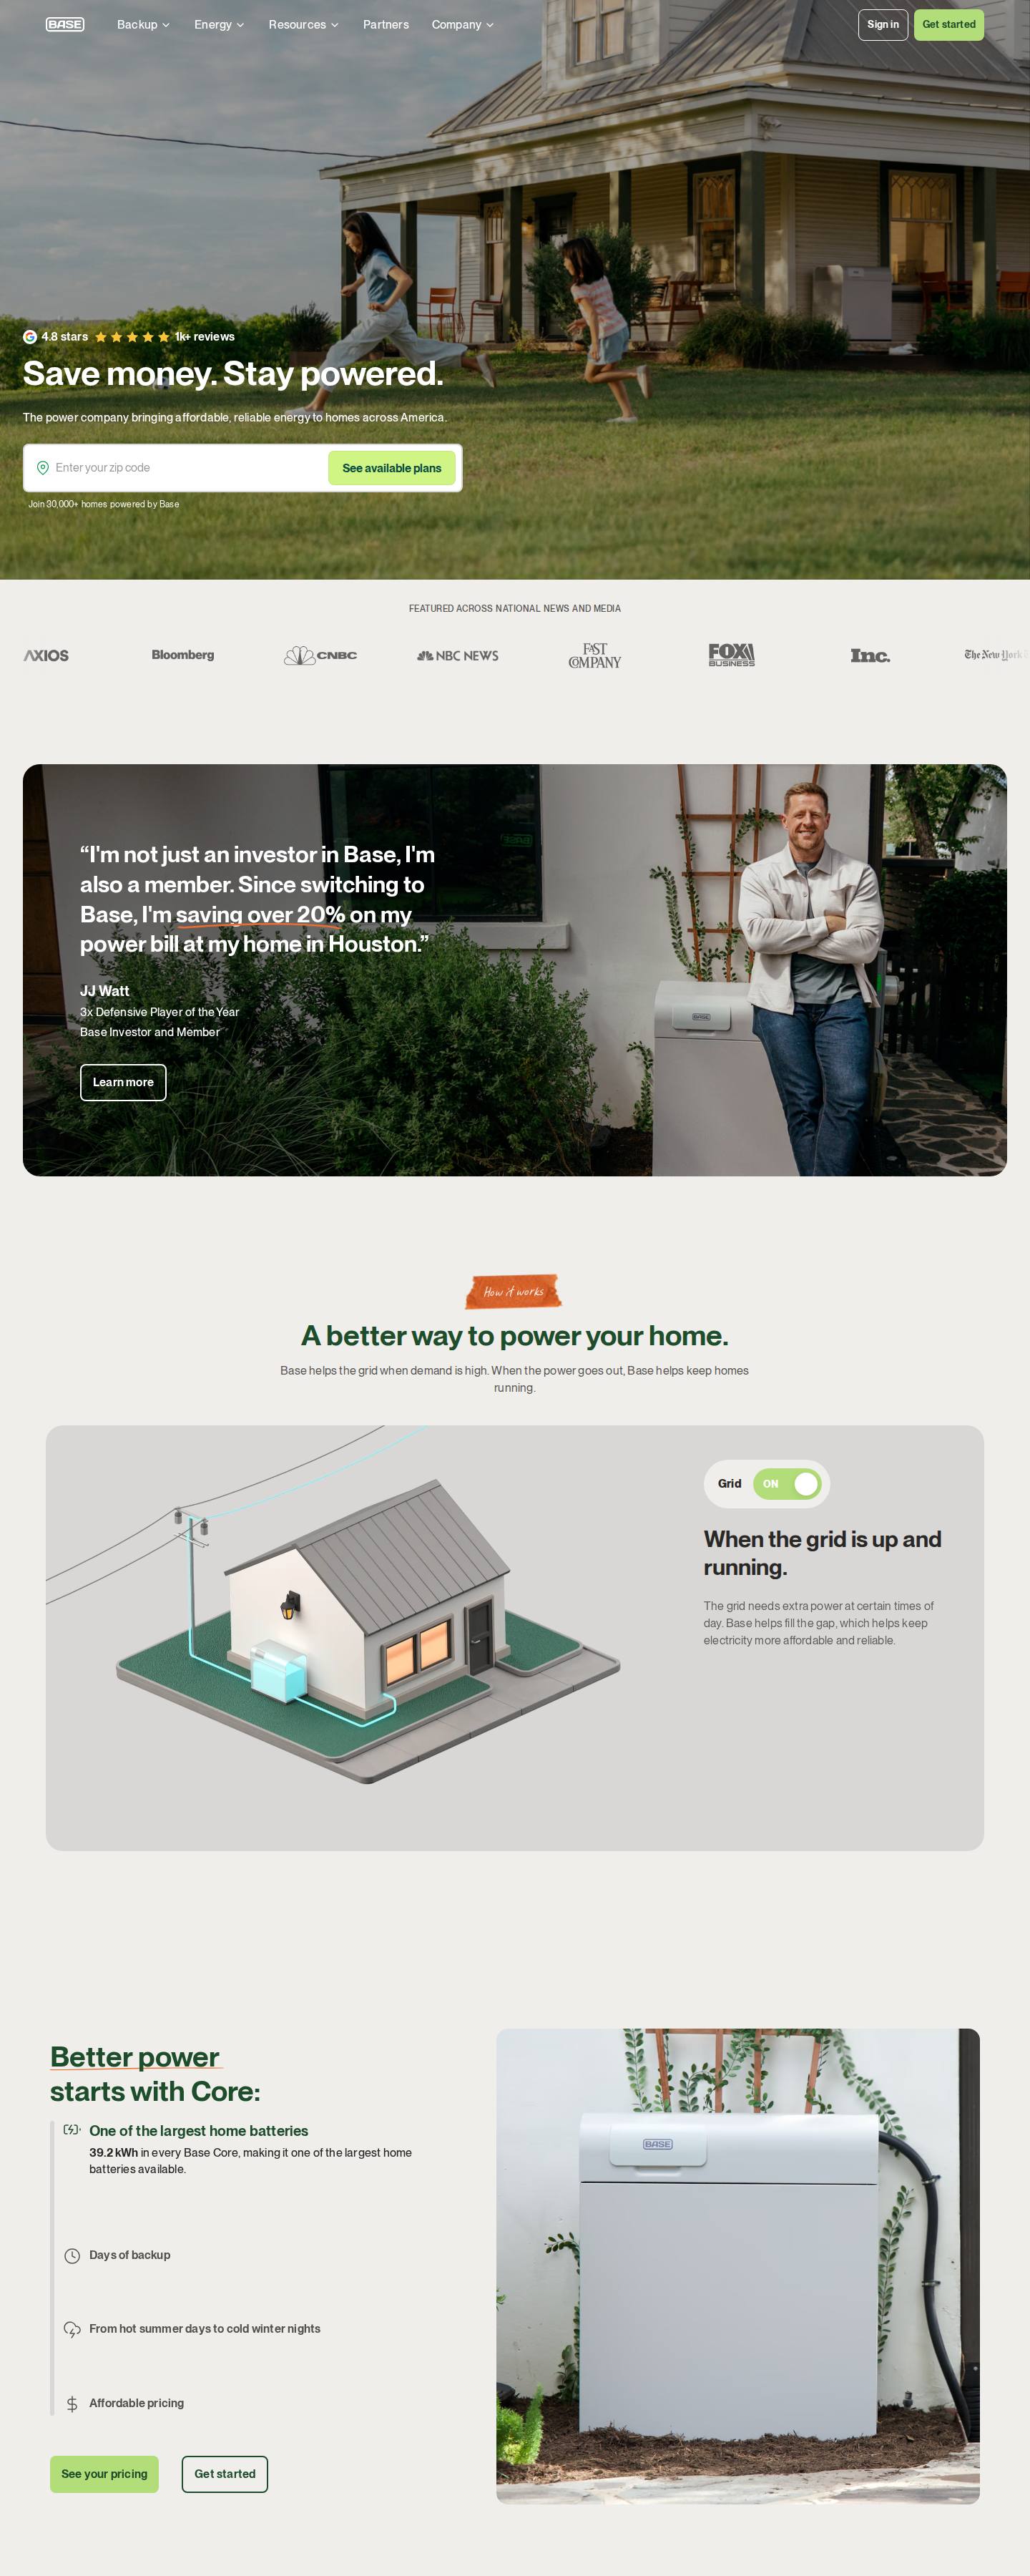 BASE
Backup
Energy
Resources
Partners
Company
Sign in
Get started
4.8 stars
1k+ reviews
Save money. Stay powered.
The power company bringing affordable, reliable energy to homes across America.
Enter your zip code
See available plans
Join 30,000+ homes powered by Base
FEATURED ACROSS NATIONAL NEWS AND MEDIA
AXIOS
Bloomberg
CNBC
NBC NEWS
FAST
COMPANY
FOX
BUSINESS
Inc.
The New York
“I'm not just an investor in Base, I'm
also a member. Since switching to
Base, I'm saving over 20% on my
power bill at my home in Houston.”
JJ Watt
3x Defensive Player of the Year
Base Investor and Member
Learn more
BASE
How it works
A better way to power your home.
Base helps the grid when demand is high. When the power goes out, Base helps keep homes
running.
Grid
ON
When the grid is up and
running.
The grid needs extra power at certain times of
day. Base helps fill the gap, which helps keep
electricity more affordable and reliable.
Better power
starts with Core:
One of the largest home batteries
39.2 kWh in every Base Core, making it one of the largest home
batteries available.
Days of backup
From hot summer days to cold winter nights
Affordable pricing
See your pricing
Get started
BASE